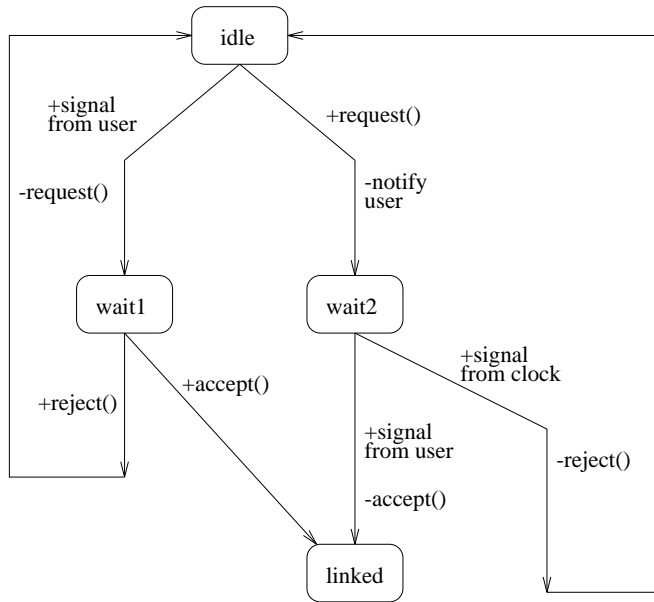 idle
+signal
from user
+request()
-request()
-notify
user
wait1
wait2
+signal
from clock
+accept()
+reject()
+signal
from user
-reject()
-accept()
linked